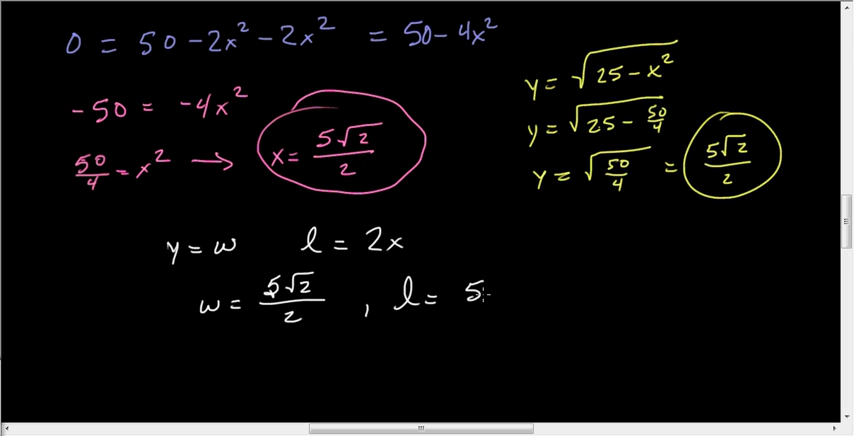 0 = 50 - 2x² - 2x² = 50 - 4x²
-50 = -4x²
50/4 = x² → x = 5√2/2
y = √(25 - x²)
y = √(25 - 50/4)
y = √(50/4) = 5√2/2
y = w l = 2x
w = 5√2/2 , l = 5